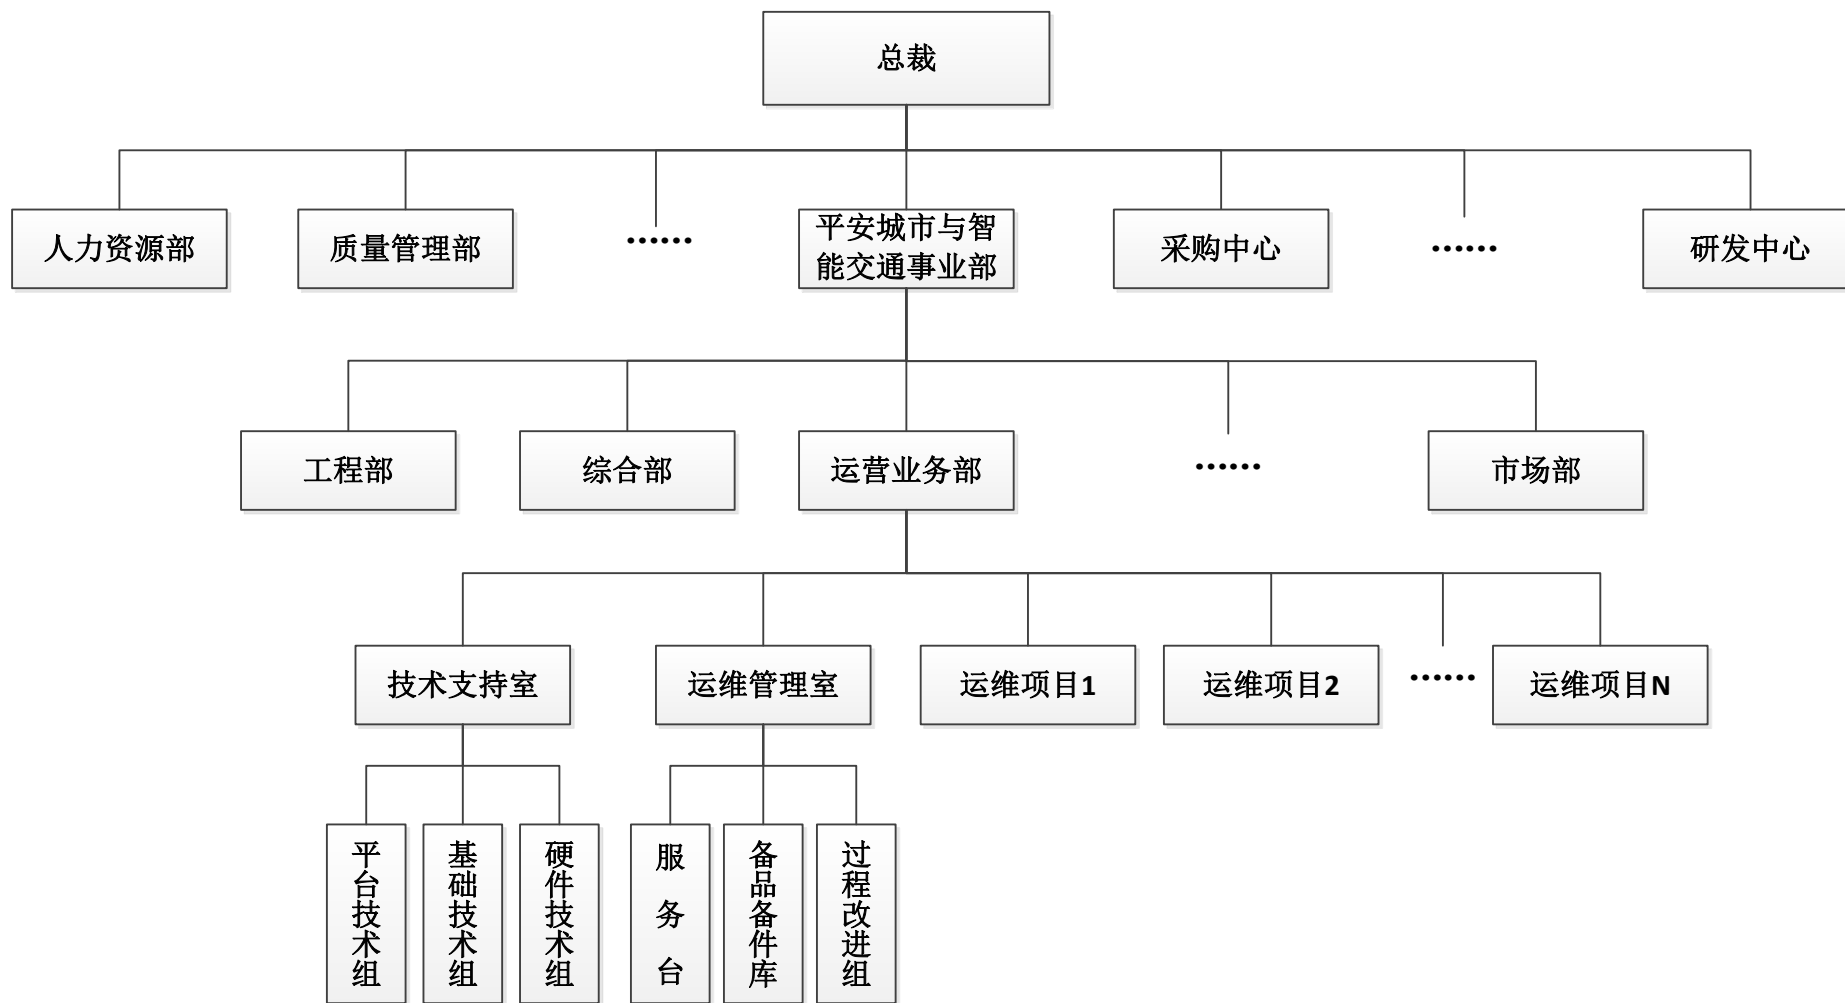 总裁
人力资源部
质量管理部
……
平安城市与智
能交通事业部
采购中心
……
研发中心
工程部
综合部
运营业务部
……
市场部
技术支持室
运维管理室
运维项目1
运维项目2
……
运维项目N
平台技术组
基础技术组
硬件技术组
服务台
备品备件库
过程改进组